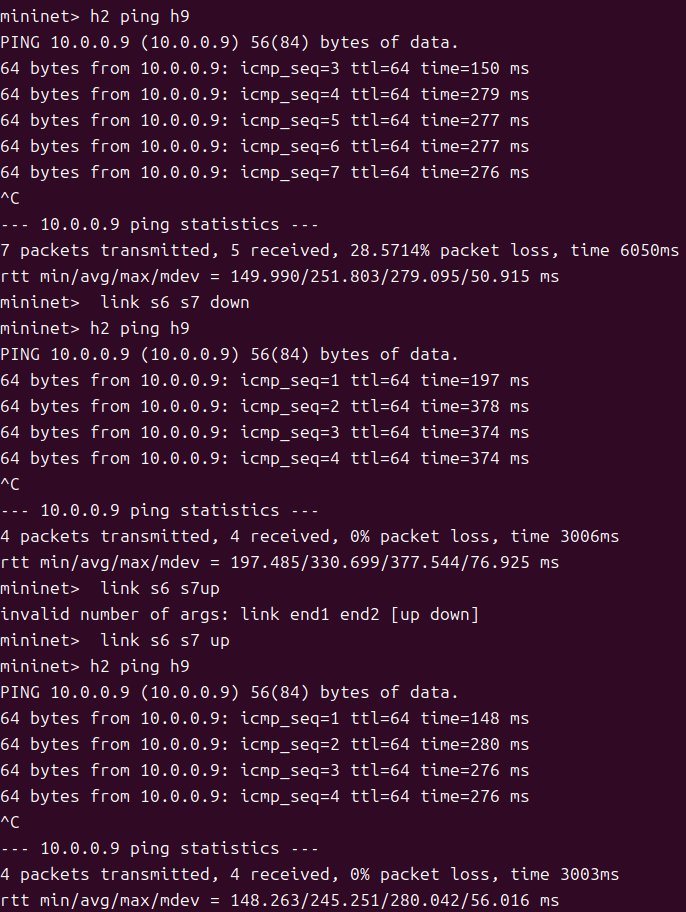 mininet> h2 ping h9
PING 10.0.0.9 (10.0.0.9) 56(84) bytes of data.
64 bytes from 10.0.0.9: icmp_seq=3 ttl=64 time=150 ms
64 bytes from 10.0.0.9: icmp_seq=4 ttl=64 time=279 ms
64 bytes from 10.0.0.9: icmp_seq=5 ttl=64 time=277 ms
64 bytes from 10.0.0.9: icmp_seq=6 ttl=64 time=277 ms
64 bytes from 10.0.0.9: icmp_seq=7 ttl=64 time=276 ms
^C
--- 10.0.0.9 ping statistics ---
7 packets transmitted, 5 received, 28.5714% packet loss, time 6050ms
rtt min/avg/max/mdev = 149.990/251.803/279.095/50.915 ms
mininet>  link s6 s7 down
mininet> h2 ping h9
PING 10.0.0.9 (10.0.0.9) 56(84) bytes of data.
64 bytes from 10.0.0.9: icmp_seq=1 ttl=64 time=197 ms
64 bytes from 10.0.0.9: icmp_seq=2 ttl=64 time=378 ms
64 bytes from 10.0.0.9: icmp_seq=3 ttl=64 time=374 ms
64 bytes from 10.0.0.9: icmp_seq=4 ttl=64 time=374 ms
^C
--- 10.0.0.9 ping statistics ---
4 packets transmitted, 4 received, 0% packet loss, time 3006ms
rtt min/avg/max/mdev = 197.485/330.699/377.544/76.925 ms
mininet>  link s6 s7up
invalid number of args: link end1 end2 [up down]
mininet>  link s6 s7 up
mininet> h2 ping h9
PING 10.0.0.9 (10.0.0.9) 56(84) bytes of data.
64 bytes from 10.0.0.9: icmp_seq=1 ttl=64 time=148 ms
64 bytes from 10.0.0.9: icmp_seq=2 ttl=64 time=280 ms
64 bytes from 10.0.0.9: icmp_seq=3 ttl=64 time=276 ms
64 bytes from 10.0.0.9: icmp_seq=4 ttl=64 time=276 ms
^C
--- 10.0.0.9 ping statistics ---
4 packets transmitted, 4 received, 0% packet loss, time 3003ms
rtt min/avg/max/mdev = 148.263/245.251/280.042/56.016 ms